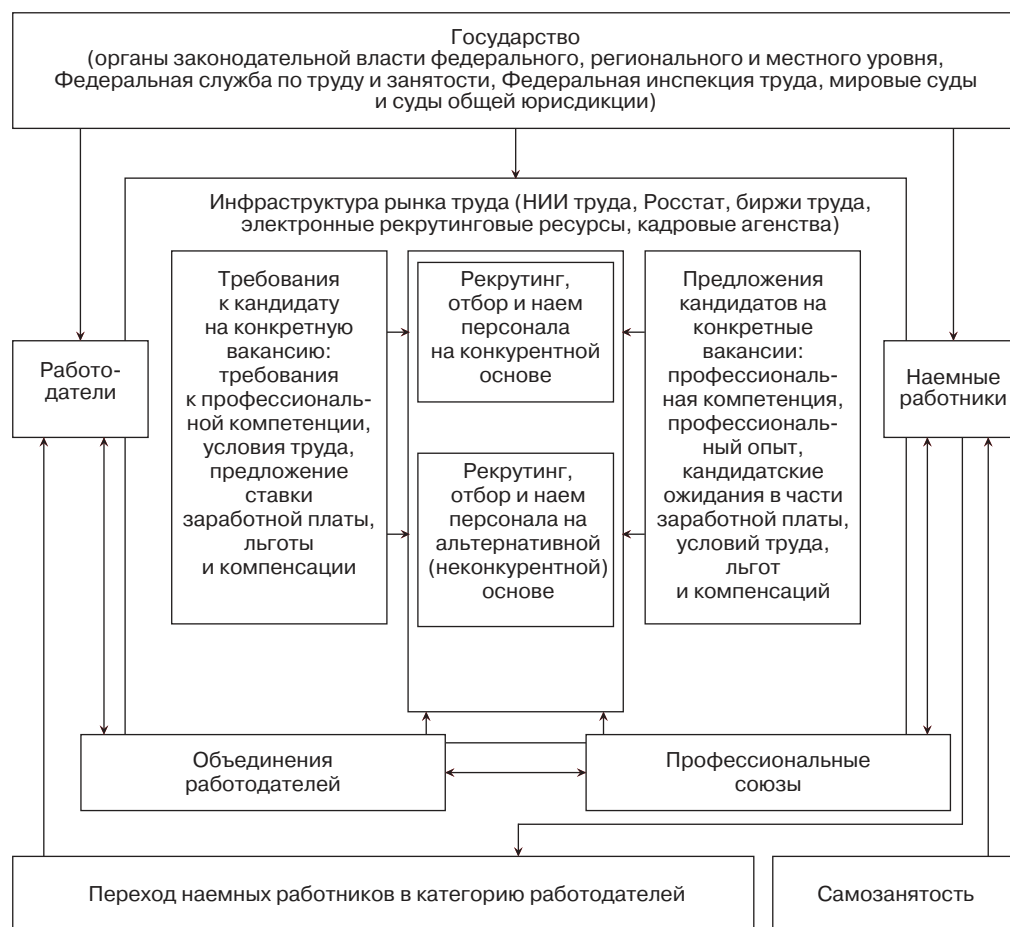 Государство
(органы законодательной власти федерального, регионального и местного уровня,
Федеральная служба по труду и занятости, Федеральная инспекция труда, мировые суды
и суды общей юрисдикции)
Инфраструктура рынка труда (НИИ труда, Росстат, биржи труда,
электронные рекрутинговые ресурсы, кадровые агенства)
Работо-
датели
Требования
к кандидату
на конкретную
вакансию:
требования
к профессиональ-
ной компетенции,
условия труда,
предложение
ставки
заработной платы,
льготы
и компенсации
Рекрутинг,
отбор и наем
персонала
на конкурентной
основе
Рекрутинг,
отбор и наем
персонала на
альтернативной
(неконкурентной)
основе
Предложения
кандидатов на
конкретные
вакансии:
профессиональ-
ная компетенция,
профессиональ-
ный опыт,
кандидатские
ожидания в части
заработной платы,
условий труда,
льгот
и компенсаций
Наемные
работники
Объединения
работодателей
Профессиональные
союзы
Переход наемных работников в категорию работодателей
Самозанятость